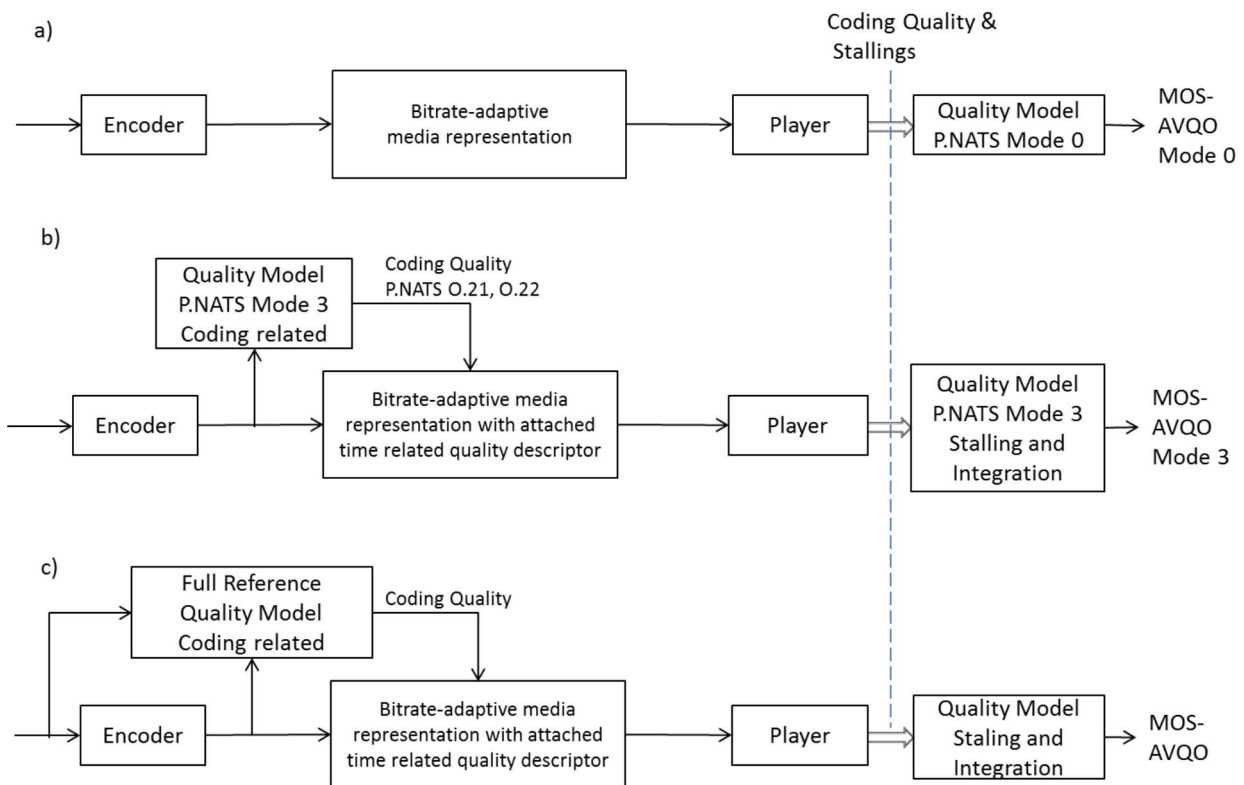 a)
Coding Quality &
Stallings
Encoder
Bitrate-adaptive
media representation
Player
Quality Model
P.NATS Mode 0
MOS-
AVQO
Mode 0
b)
Quality Model
P.NATS Mode 3
Coding related
Coding Quality
P.NATS O.21, O.22
Encoder
Bitrate-adaptive media
representation with attached
time related quality descriptor
Player
Quality Model
P.NATS Mode 3
Stalling and
Integration
MOS-
AVQO
Mode 3
c)
Full Reference
Quality Model
Coding related
Coding Quality
Encoder
Bitrate-adaptive media
representation with attached
time related quality descriptor
Player
Quality Model
Staling and
Integration
MOS-
AVQO